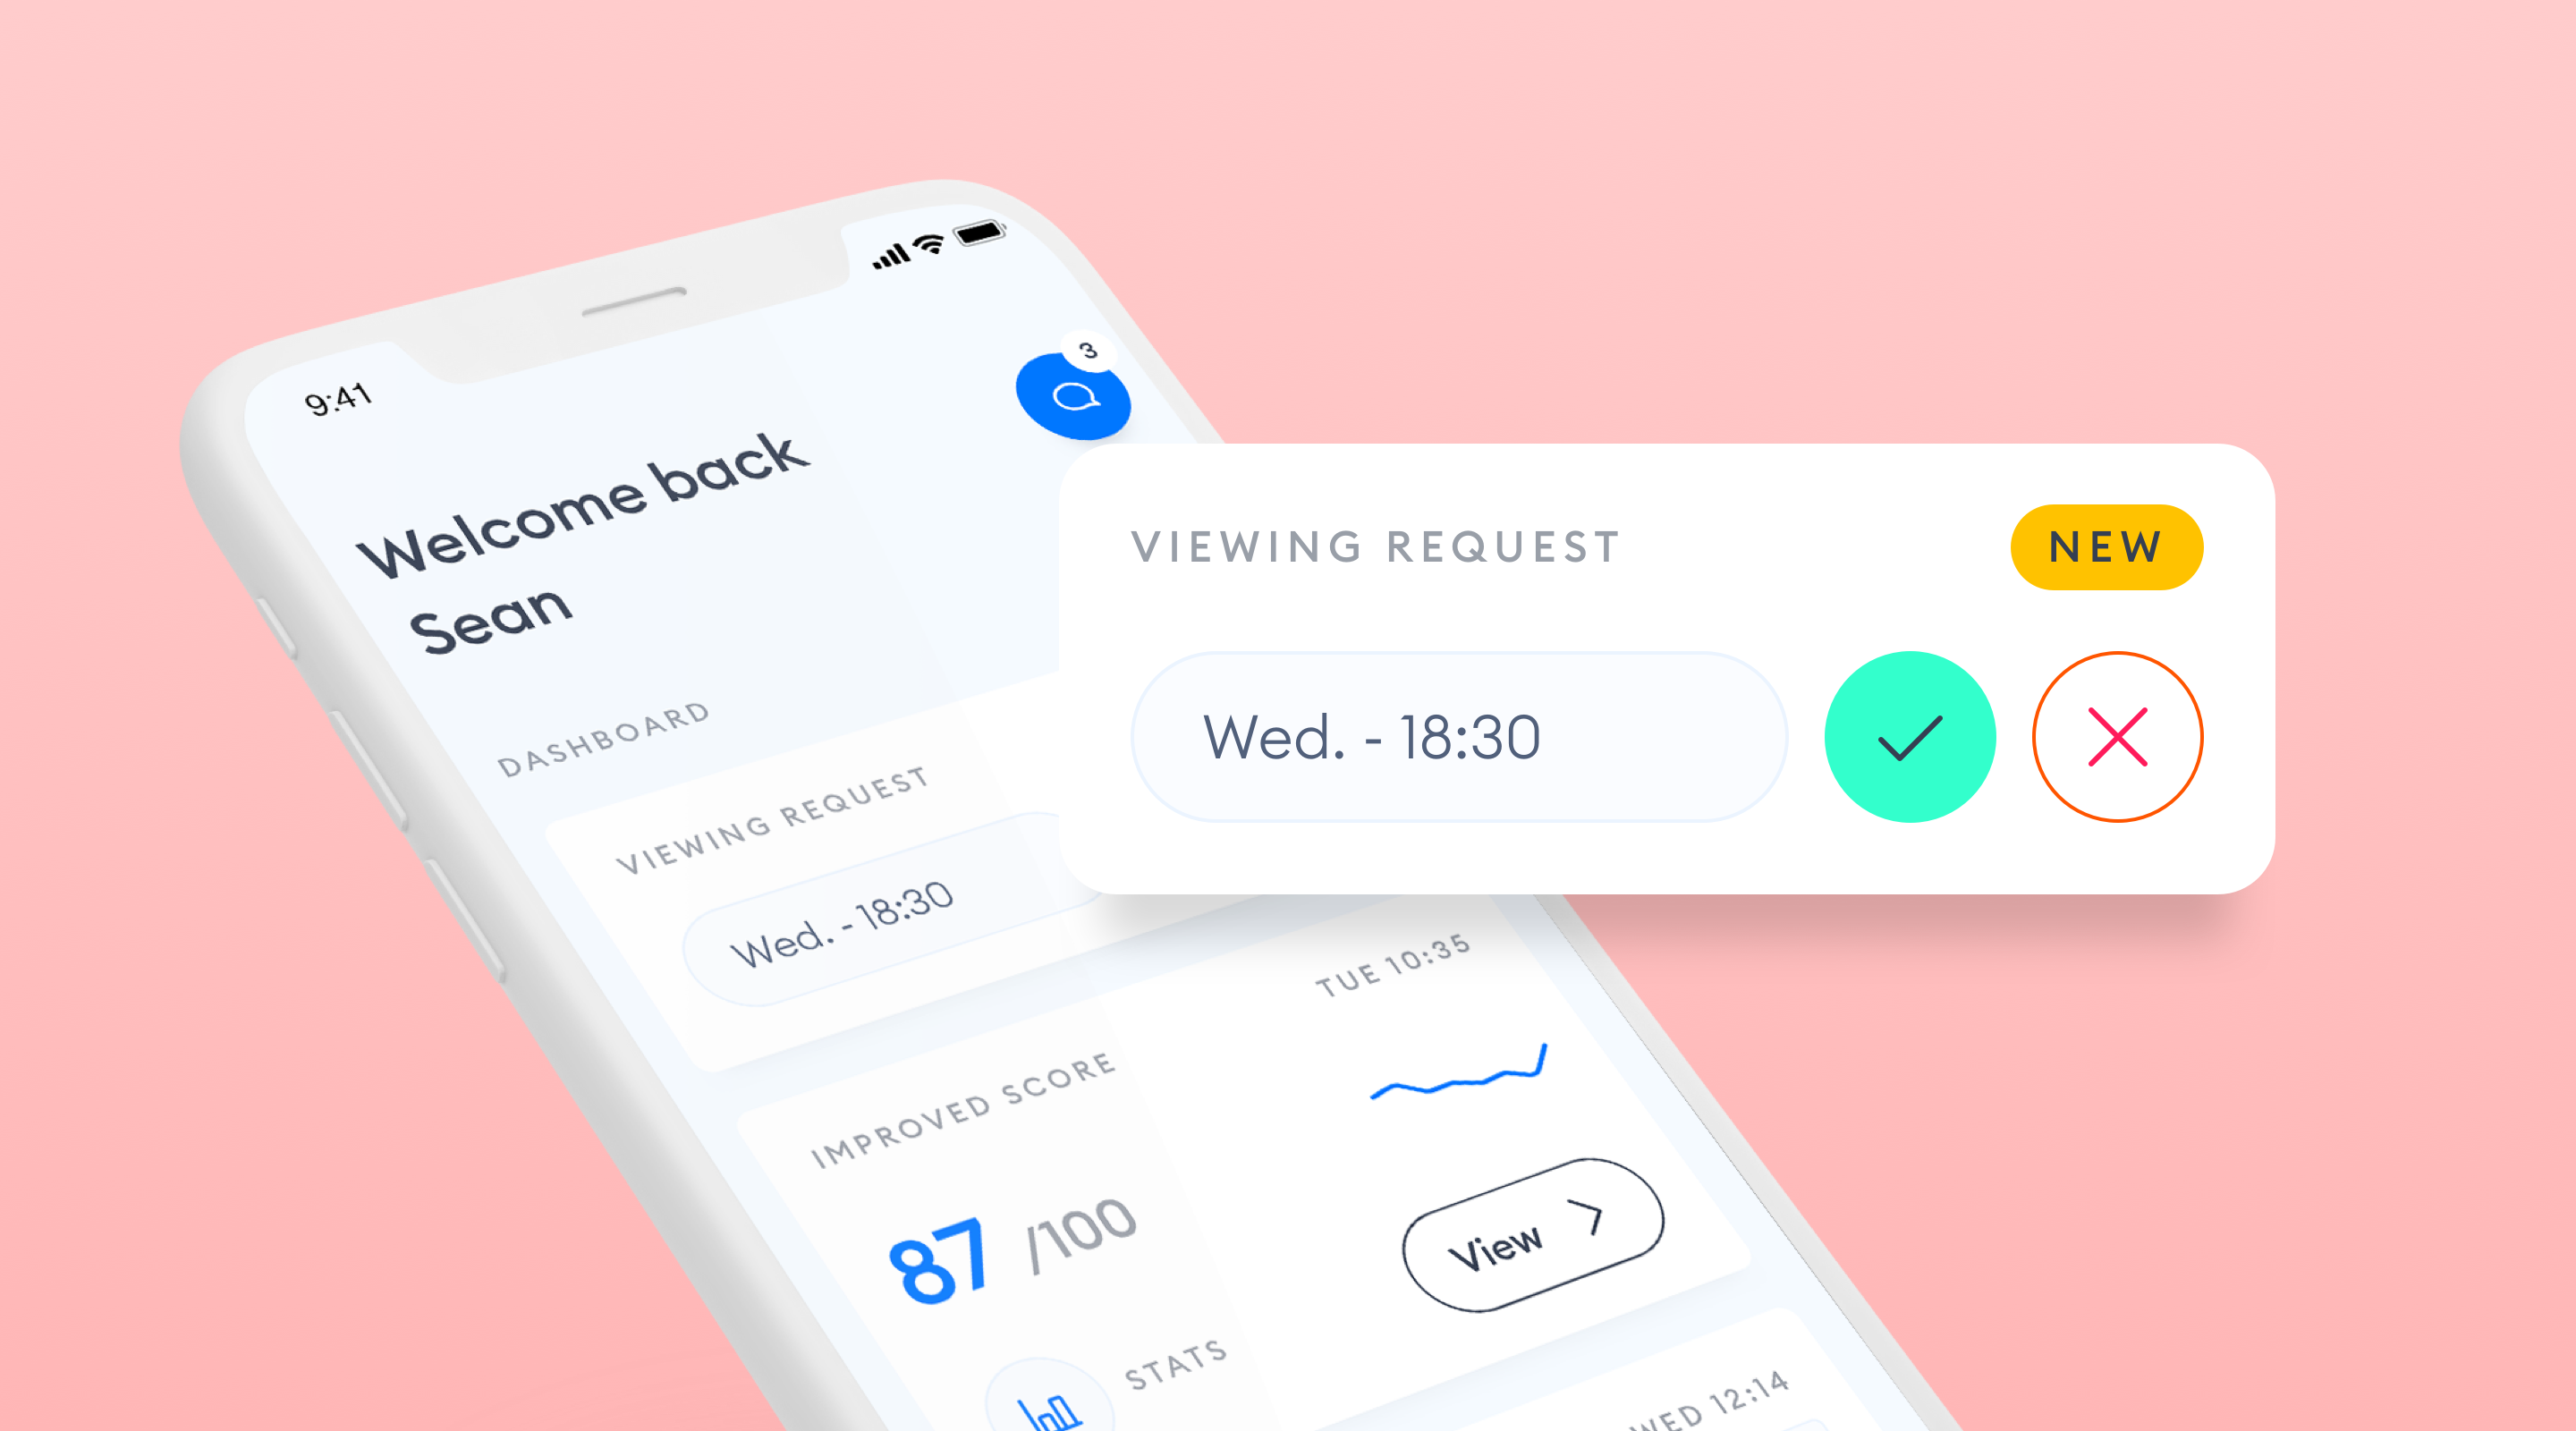 9:41
3
Welcome back
Sean
DASHBOARD
VIEWING REQUEST
Wed. - 18:30
VIEWING REQUEST
NEW
Wed. - 18:30
TUE 10:35
IMPROVED SCORE
87 /100
View
STATS
WED 12:14